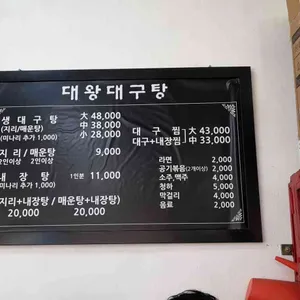 대왕대구탕
생대구탕 大 48,000
(지리/매운탕) 中 38,000
(미나리 추가 1,000) 小 28,000
지리/매운탕 9,000
2인이상 2인이상
내장탕 1인분 11,000
미나리 추가 1,000)
지리+내장탕 / 매운탕+내장탕)
20,000 20,000
대구찜 大 43,000
대구+내장찜 中 33,000
라면 2,000
공기볶음(2개이상) 2,000
소주,맥주 4,000
청하 5,000
막걸리 4,000
음료 2,000